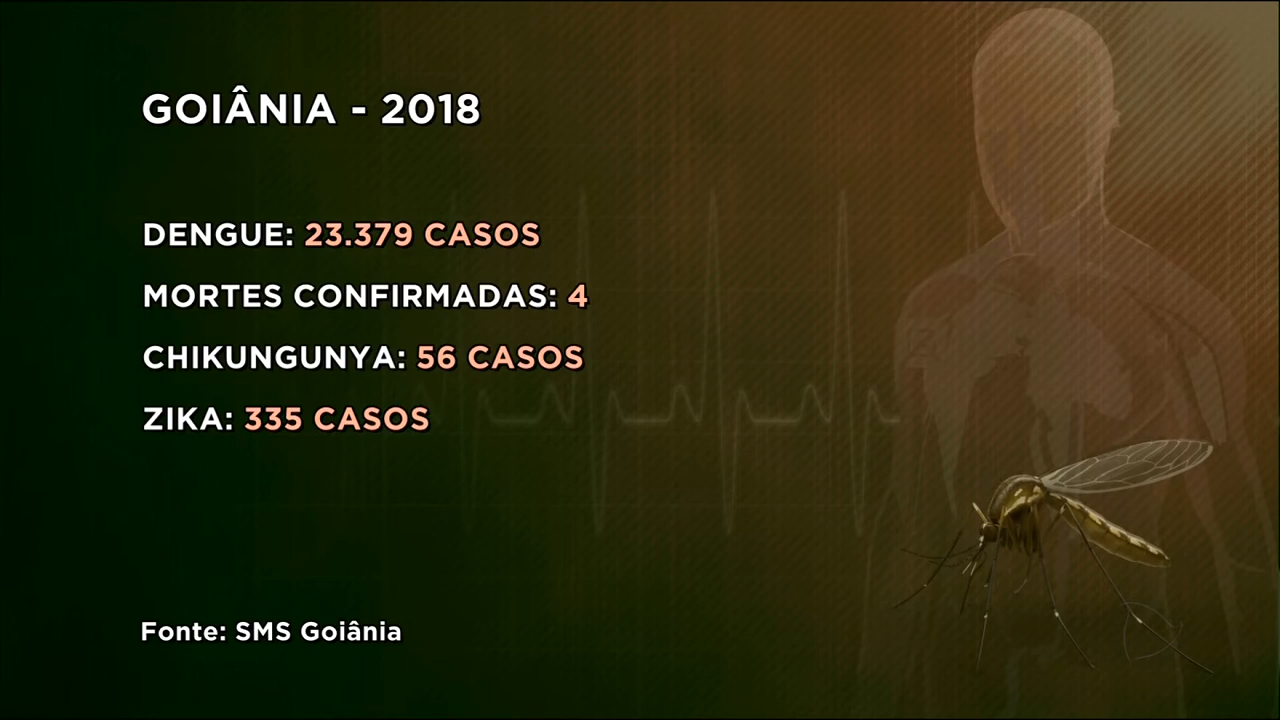 GOIÂNIA - 2018
DENGUE: 23.379 CASOS
MORTES CONFIRMADAS: 4
CHIKUNGUNYA: 56 CASOS
ZIKA: 335 CASOS
Fonte: SMS Goiânia